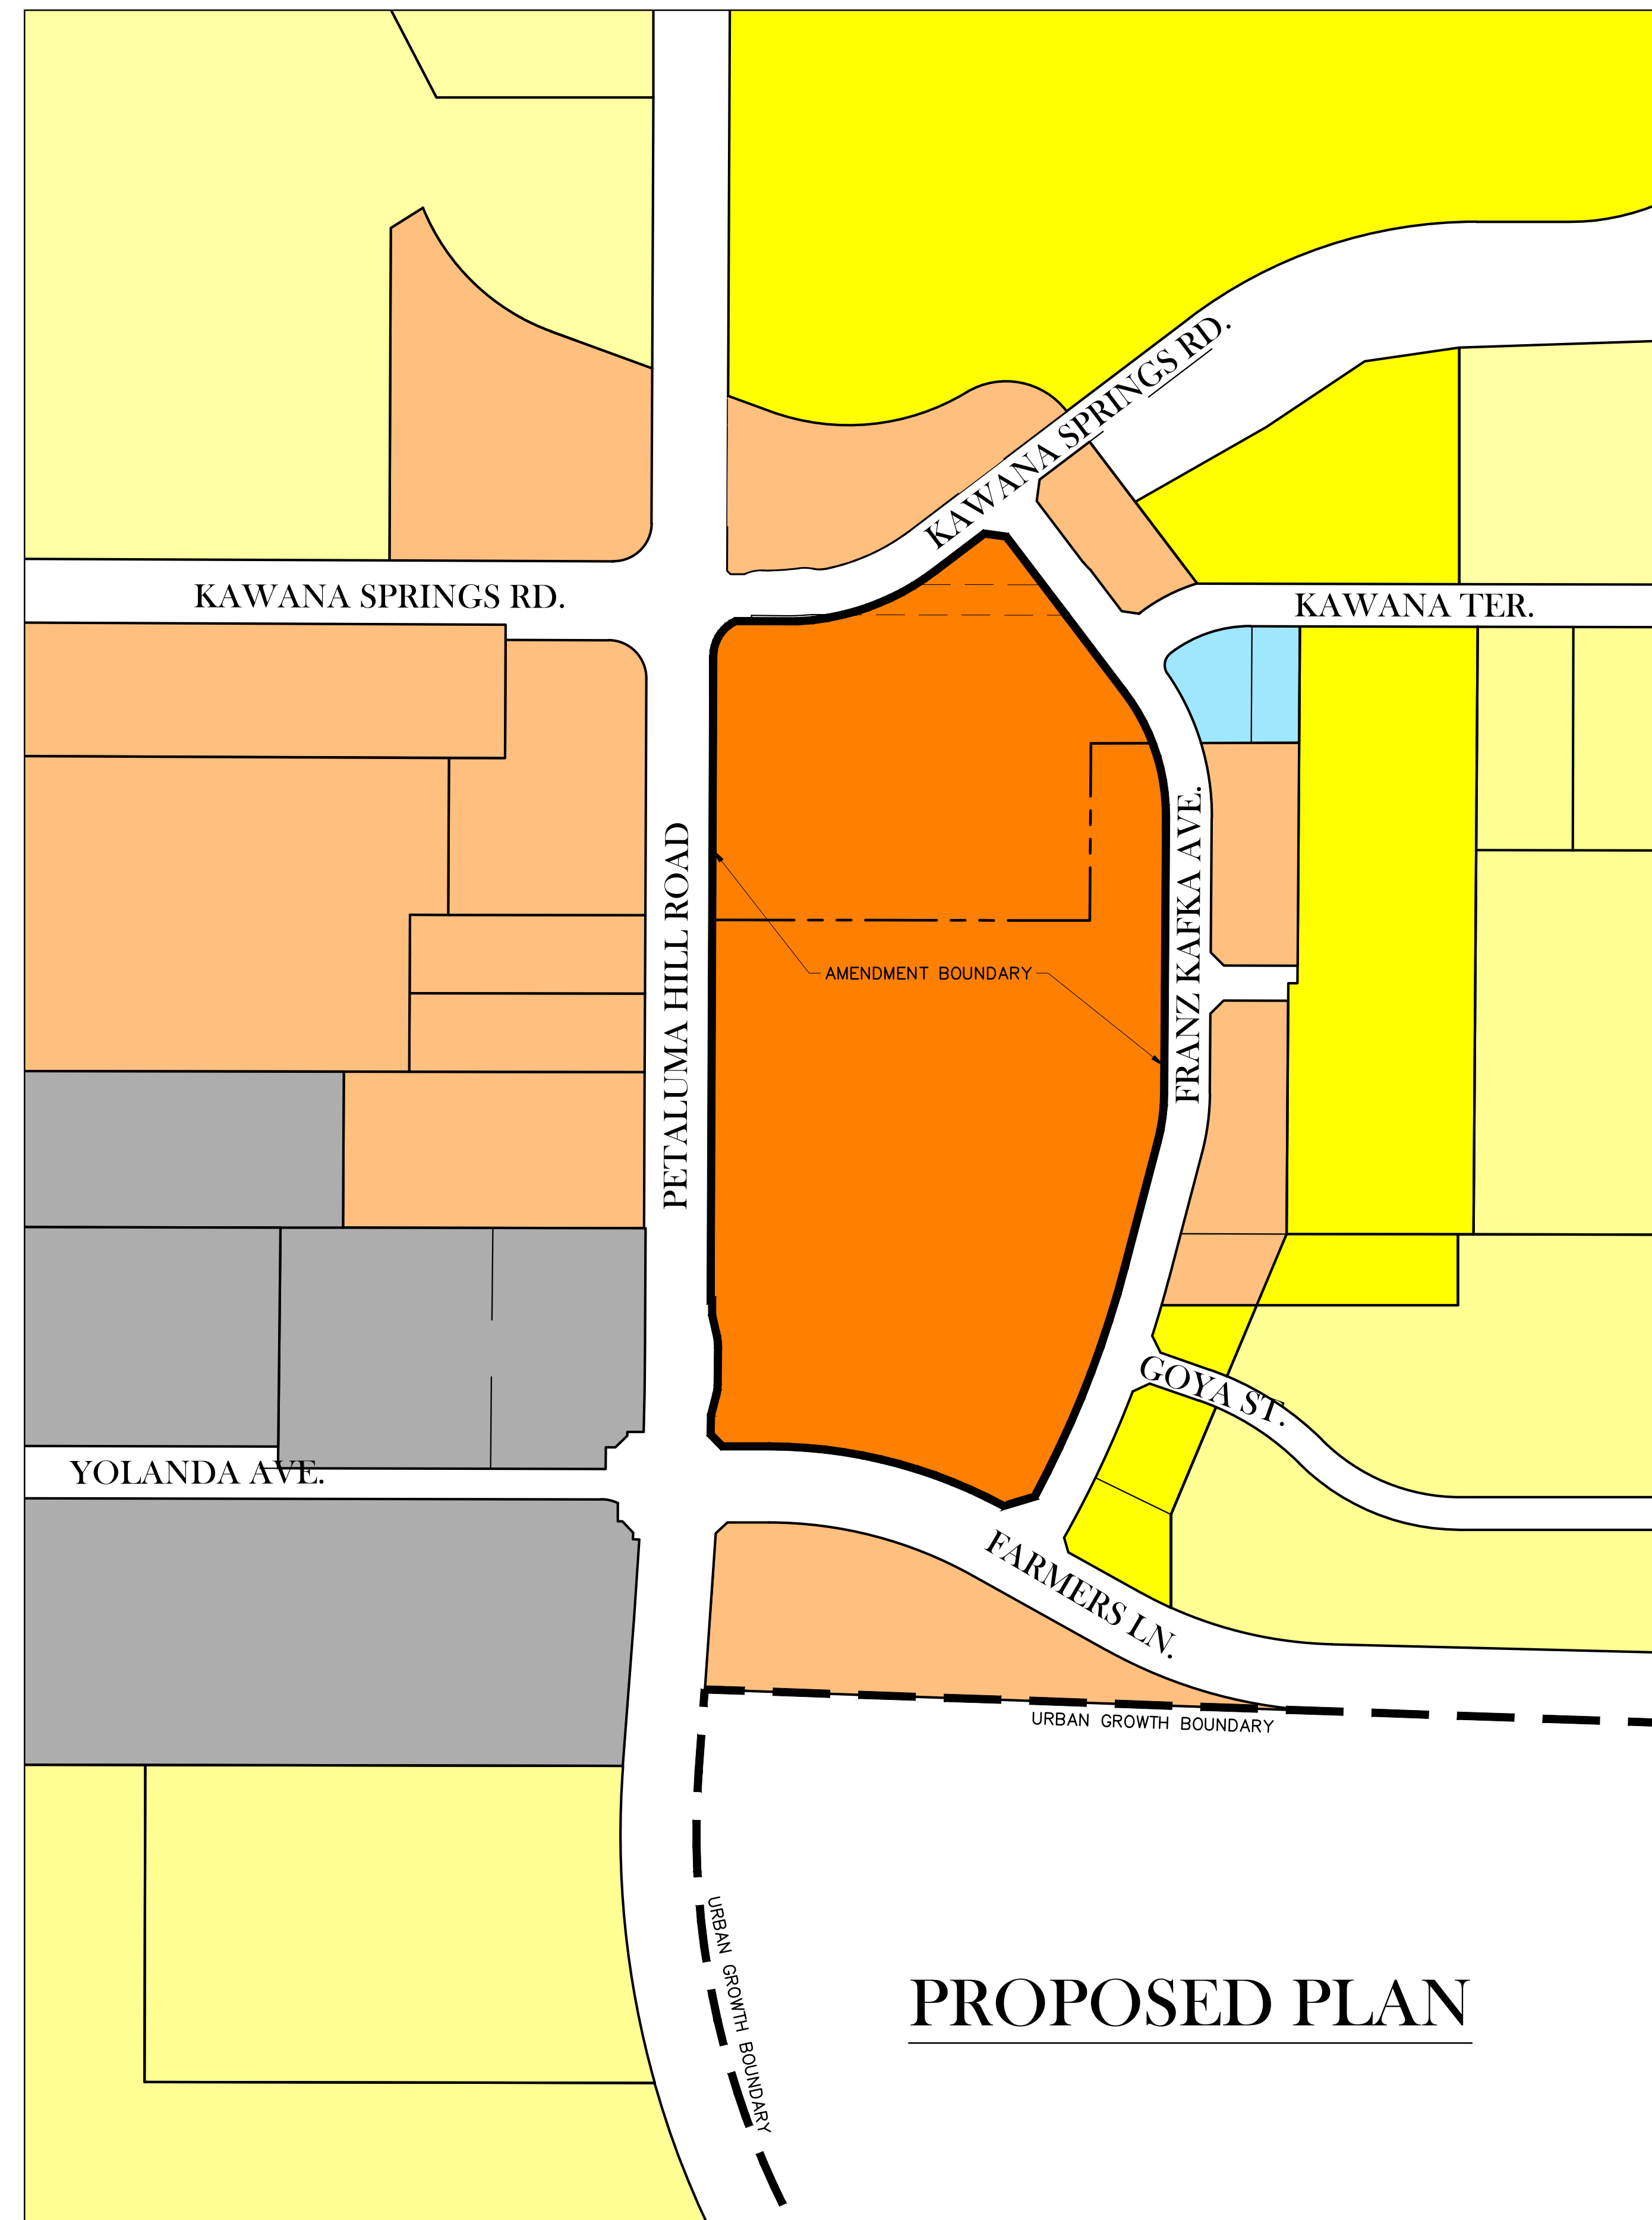 KAWANA SPRINGS RD.
KAWANA SPRINGS RD.
KAWANA TER.
PETALUMA HILL ROAD
FRANZ KAFKA AVE.
AMENDMENT BOUNDARY
GOYA ST.
YOLANDA AVE.
FARMERS LN.
URBAN GROWTH BOUNDARY
URBAN GROWTH BOUNDARY
PROPOSED PLAN